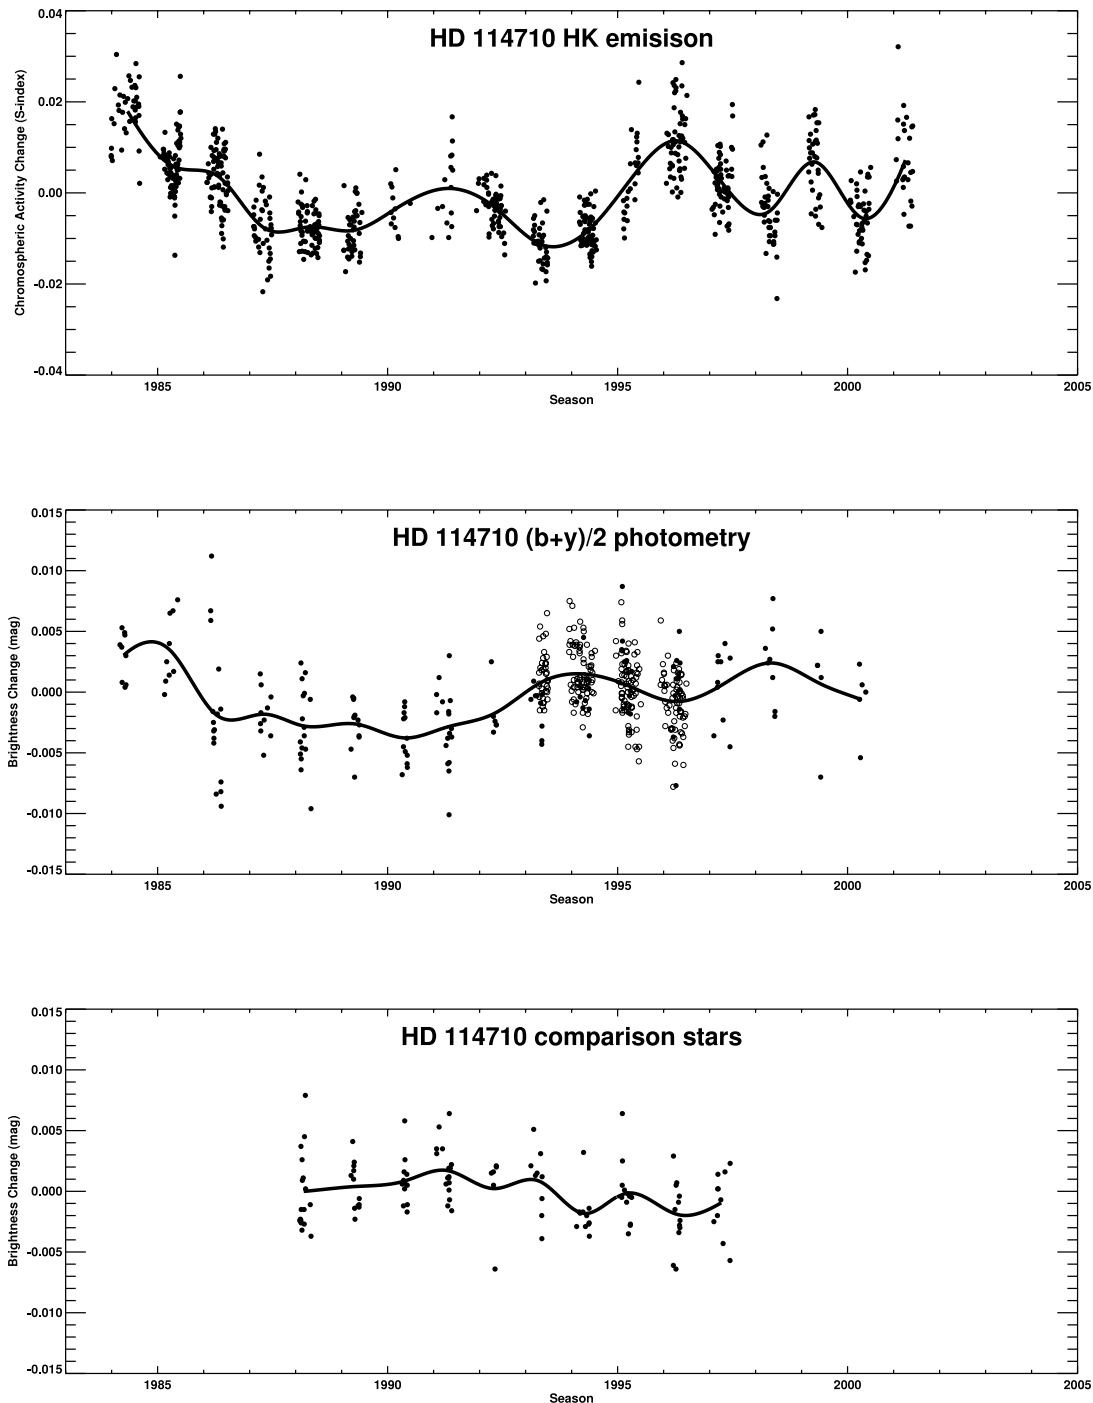 HD 114710 HK emisison
Chromospheric Activity Change (S-index)
0.04
0.02
0.00
-0.02
-0.04
1985 1990 1995 2000 2005
Season
HD 114710 (b+y)/2 photometry
Brightness Change (mag)
0.015
0.010
0.005
0.000
-0.005
-0.010
-0.015
1985 1990 1995 2000 2005
Season
HD 114710 comparison stars
Brightness Change (mag)
0.015
0.010
0.005
0.000
-0.005
-0.010
-0.015
1985 1990 1995 2000 2005
Season